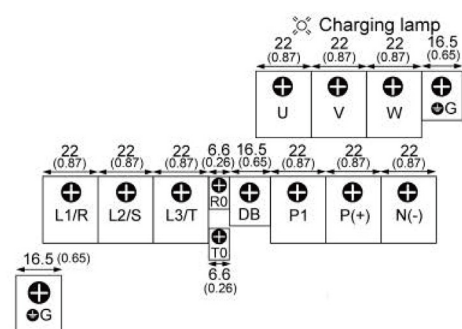 Charging lamp
22 22 22 16.5
(0.87) (0.87) (0.87) (0.65)
U V W G
22 22 22 6.6 16.5 22 22 22
(0.87) (0.87) (0.87) (0.26) (0.65) (0.87) (0.87) (0.87)
L1/R L2/S L3/T R0 DB P1 P(+) N(-)
T0
16.5 (0.65) 6.6
(0.26)
G